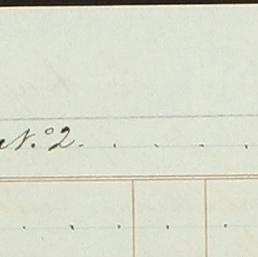 N.º 2. . . . . .